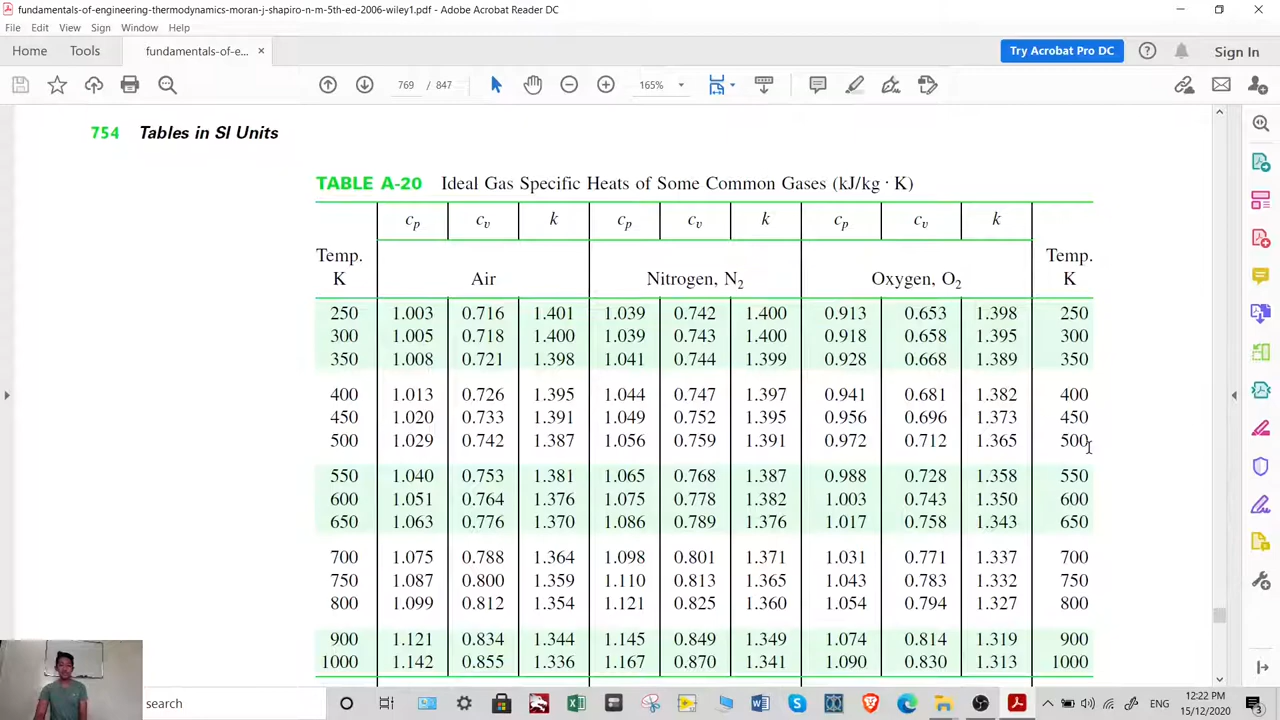 fundamentals-of-engineering-thermodynamics-moran-j-shapiro-n-m-5th-ed-2006-wiley1.pdf - Adobe Acrobat Reader DC
File Edit View Sign Window Help
Home Tools fundamentals-of-e... × Try Acrobat Pro DC Sign In
769 / 847 165%
754 Tables in SI Units
TABLE A-20 Ideal Gas Specific Heats of Some Common Gases (kJ/kg · K)
cp cv k cp cv k cp cv k
Temp. Temp.
K Air Nitrogen, N2 Oxygen, O2 K
250 1.003 0.716 1.401 1.039 0.742 1.400 0.913 0.653 1.398 250
300 1.005 0.718 1.400 1.039 0.743 1.400 0.918 0.658 1.395 300
350 1.008 0.721 1.398 1.041 0.744 1.399 0.928 0.668 1.389 350
400 1.013 0.726 1.395 1.044 0.747 1.397 0.941 0.681 1.382 400
450 1.020 0.733 1.391 1.049 0.752 1.395 0.956 0.696 1.373 450
500 1.029 0.742 1.387 1.056 0.759 1.391 0.972 0.712 1.365 500
550 1.040 0.753 1.381 1.065 0.768 1.387 0.988 0.728 1.358 550
600 1.051 0.764 1.376 1.075 0.778 1.382 1.003 0.743 1.350 600
650 1.063 0.776 1.370 1.086 0.789 1.376 1.017 0.758 1.343 650
700 1.075 0.788 1.364 1.098 0.801 1.371 1.031 0.771 1.337 700
750 1.087 0.800 1.359 1.110 0.813 1.365 1.043 0.783 1.332 750
800 1.099 0.812 1.354 1.121 0.825 1.360 1.054 0.794 1.327 800
900 1.121 0.834 1.344 1.145 0.849 1.349 1.074 0.814 1.319 900
1000 1.142 0.855 1.336 1.167 0.870 1.341 1.090 0.830 1.313 1000
search ENG 12:22 PM
15/12/2020 3